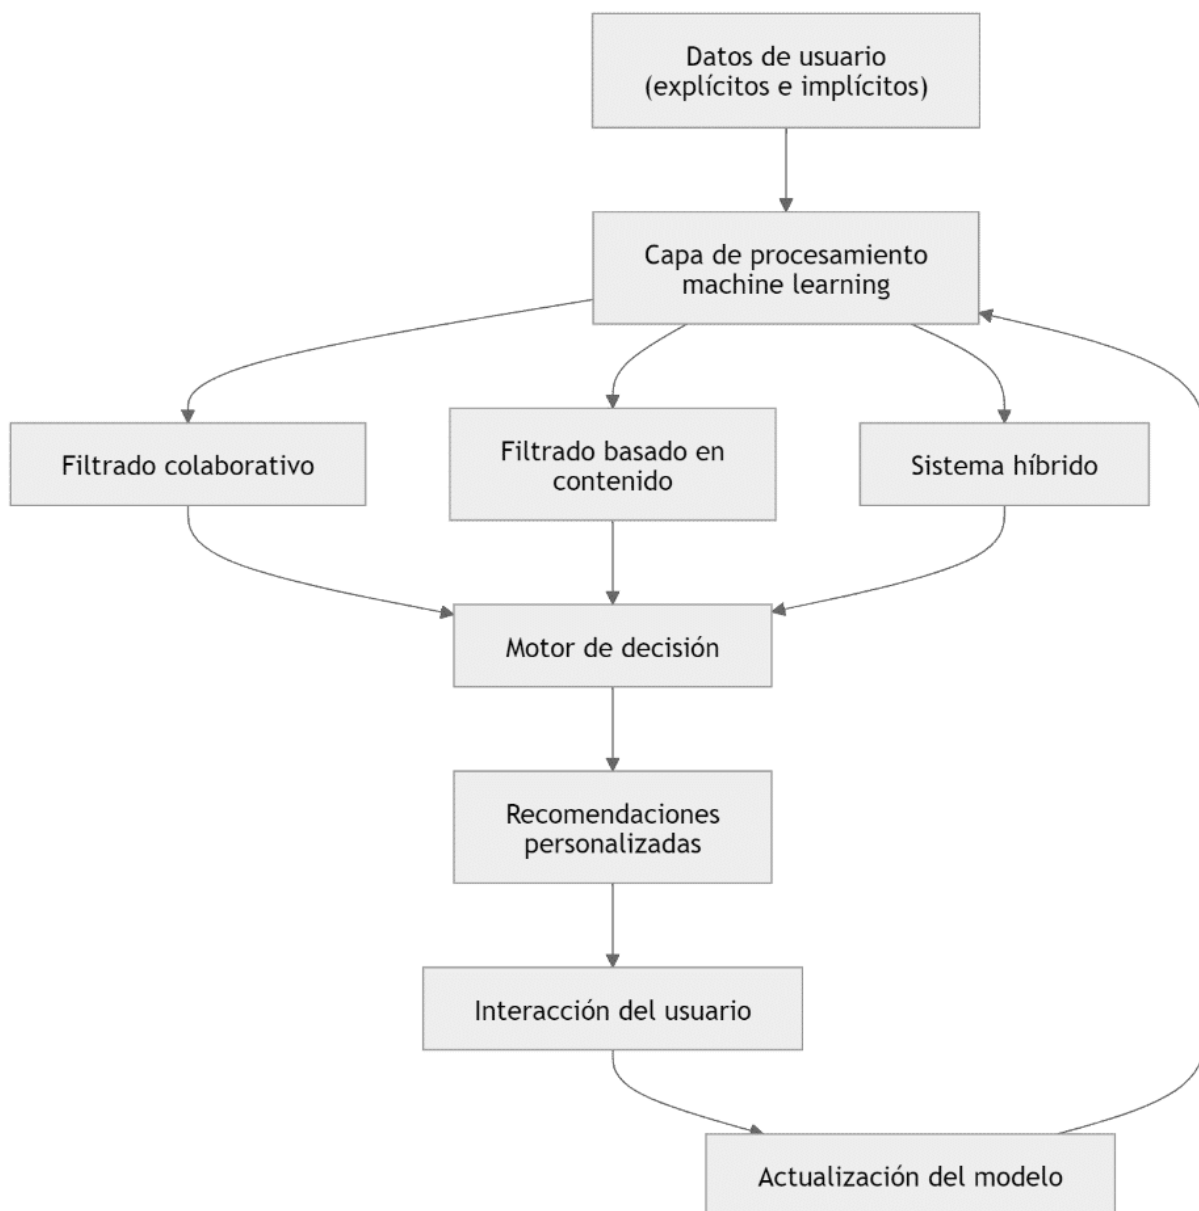 Datos de usuario
(explícitos e implícitos)
Capa de procesamiento
machine learning
Filtrado colaborativo
Filtrado basado en
contenido
Sistema híbrido
Motor de decisión
Recomendaciones
personalizadas
Interacción del usuario
Actualización del modelo